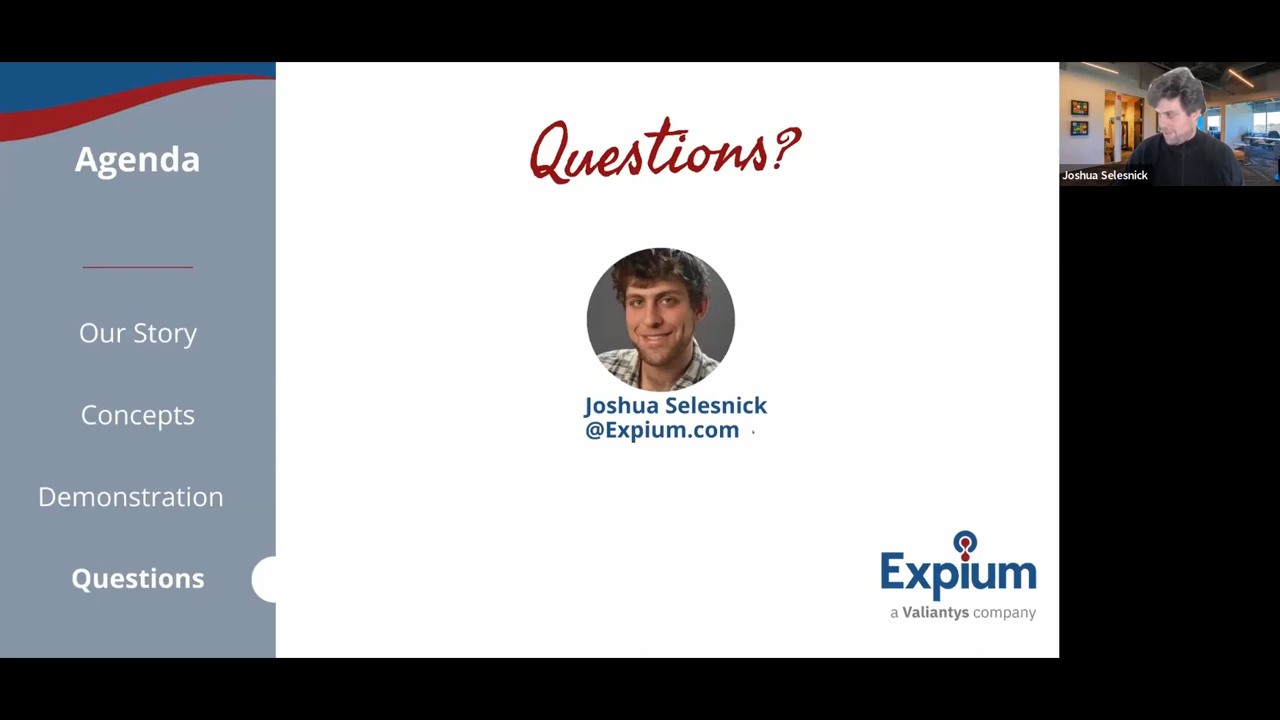 Agenda
Our Story
Concepts
Demonstration
Questions
Questions?
Joshua Selesnick
@Expium.com
Expium
a Valiantys company
Joshua Selesnick